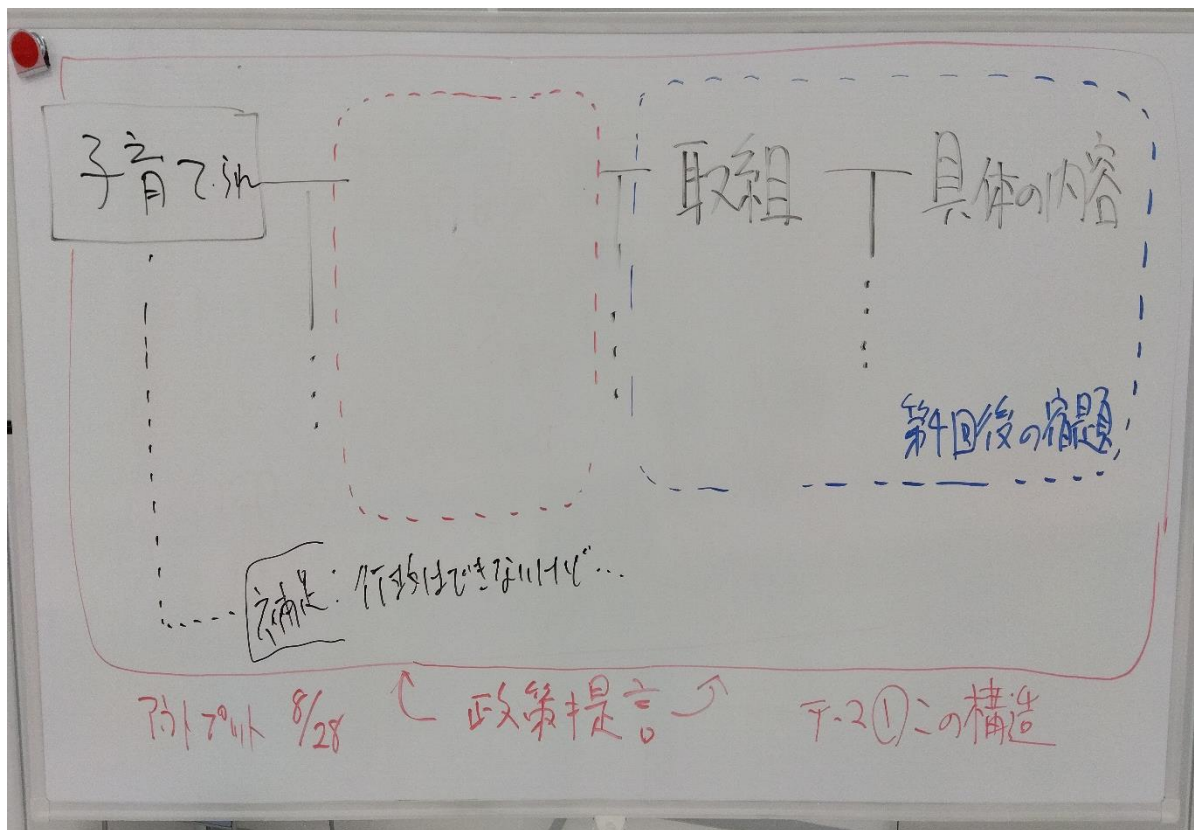 子育て
取組
具体の内容
第4回後の宿題
補足:行政はできないけど…
アウトプット 8/28
政策提言
テーマ①この構造